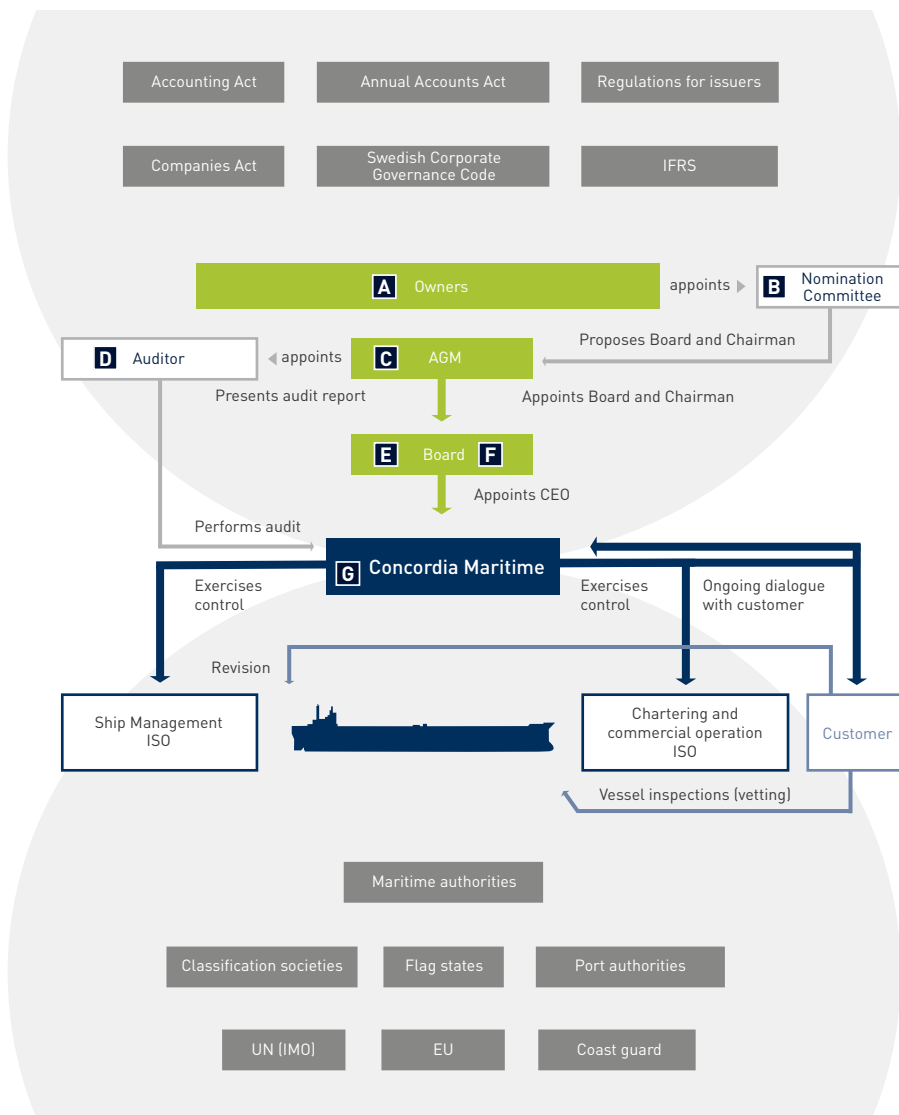 Accounting Act
Annual Accounts Act
Regulations for issuers
Companies Act
Swedish Corporate
Governance Code
IFRS
A Owners
appoints
B Nomination
Committee
Proposes Board and Chairman
D Auditor
appoints
C AGM
Presents audit report
Appoints Board and Chairman
E Board F
Appoints CEO
Performs audit
G Concordia Maritime
Exercises
control
Exercises
control
Ongoing dialogue
with customer
Revision
Ship Management
ISO
Chartering and
commercial operation
ISO
Customer
Vessel inspections (vetting)
Maritime authorities
Classification societies
Flag states
Port authorities
UN (IMO)
EU
Coast guard